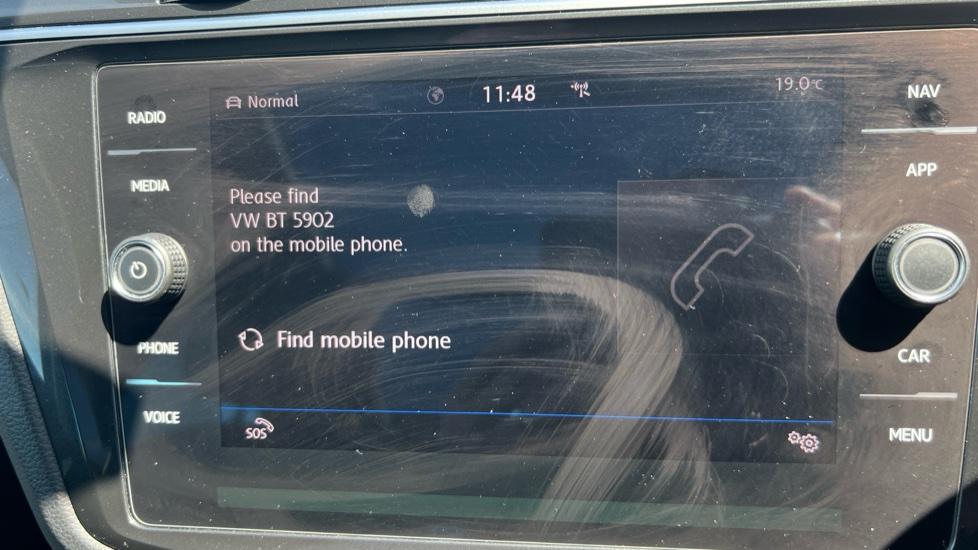 RADIO
MEDIA
PHONE
VOICE
Normal
11:48
19.0°C
Please find
VW BT 5902
on the mobile phone.
Find mobile phone
SOS
NAV
APP
CAR
MENU